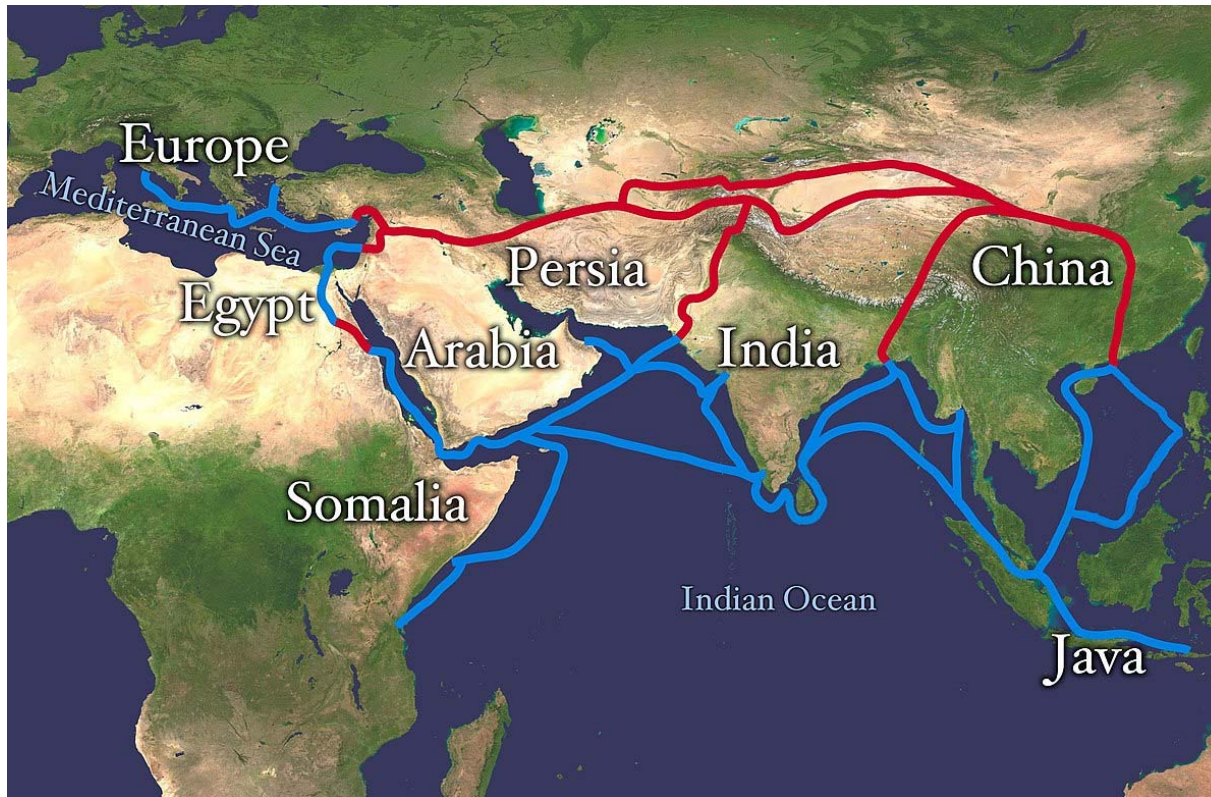 Europe
Mediterranean Sea
Egypt
Persia
China
Arabia
India
Somalia
Indian Ocean
Java